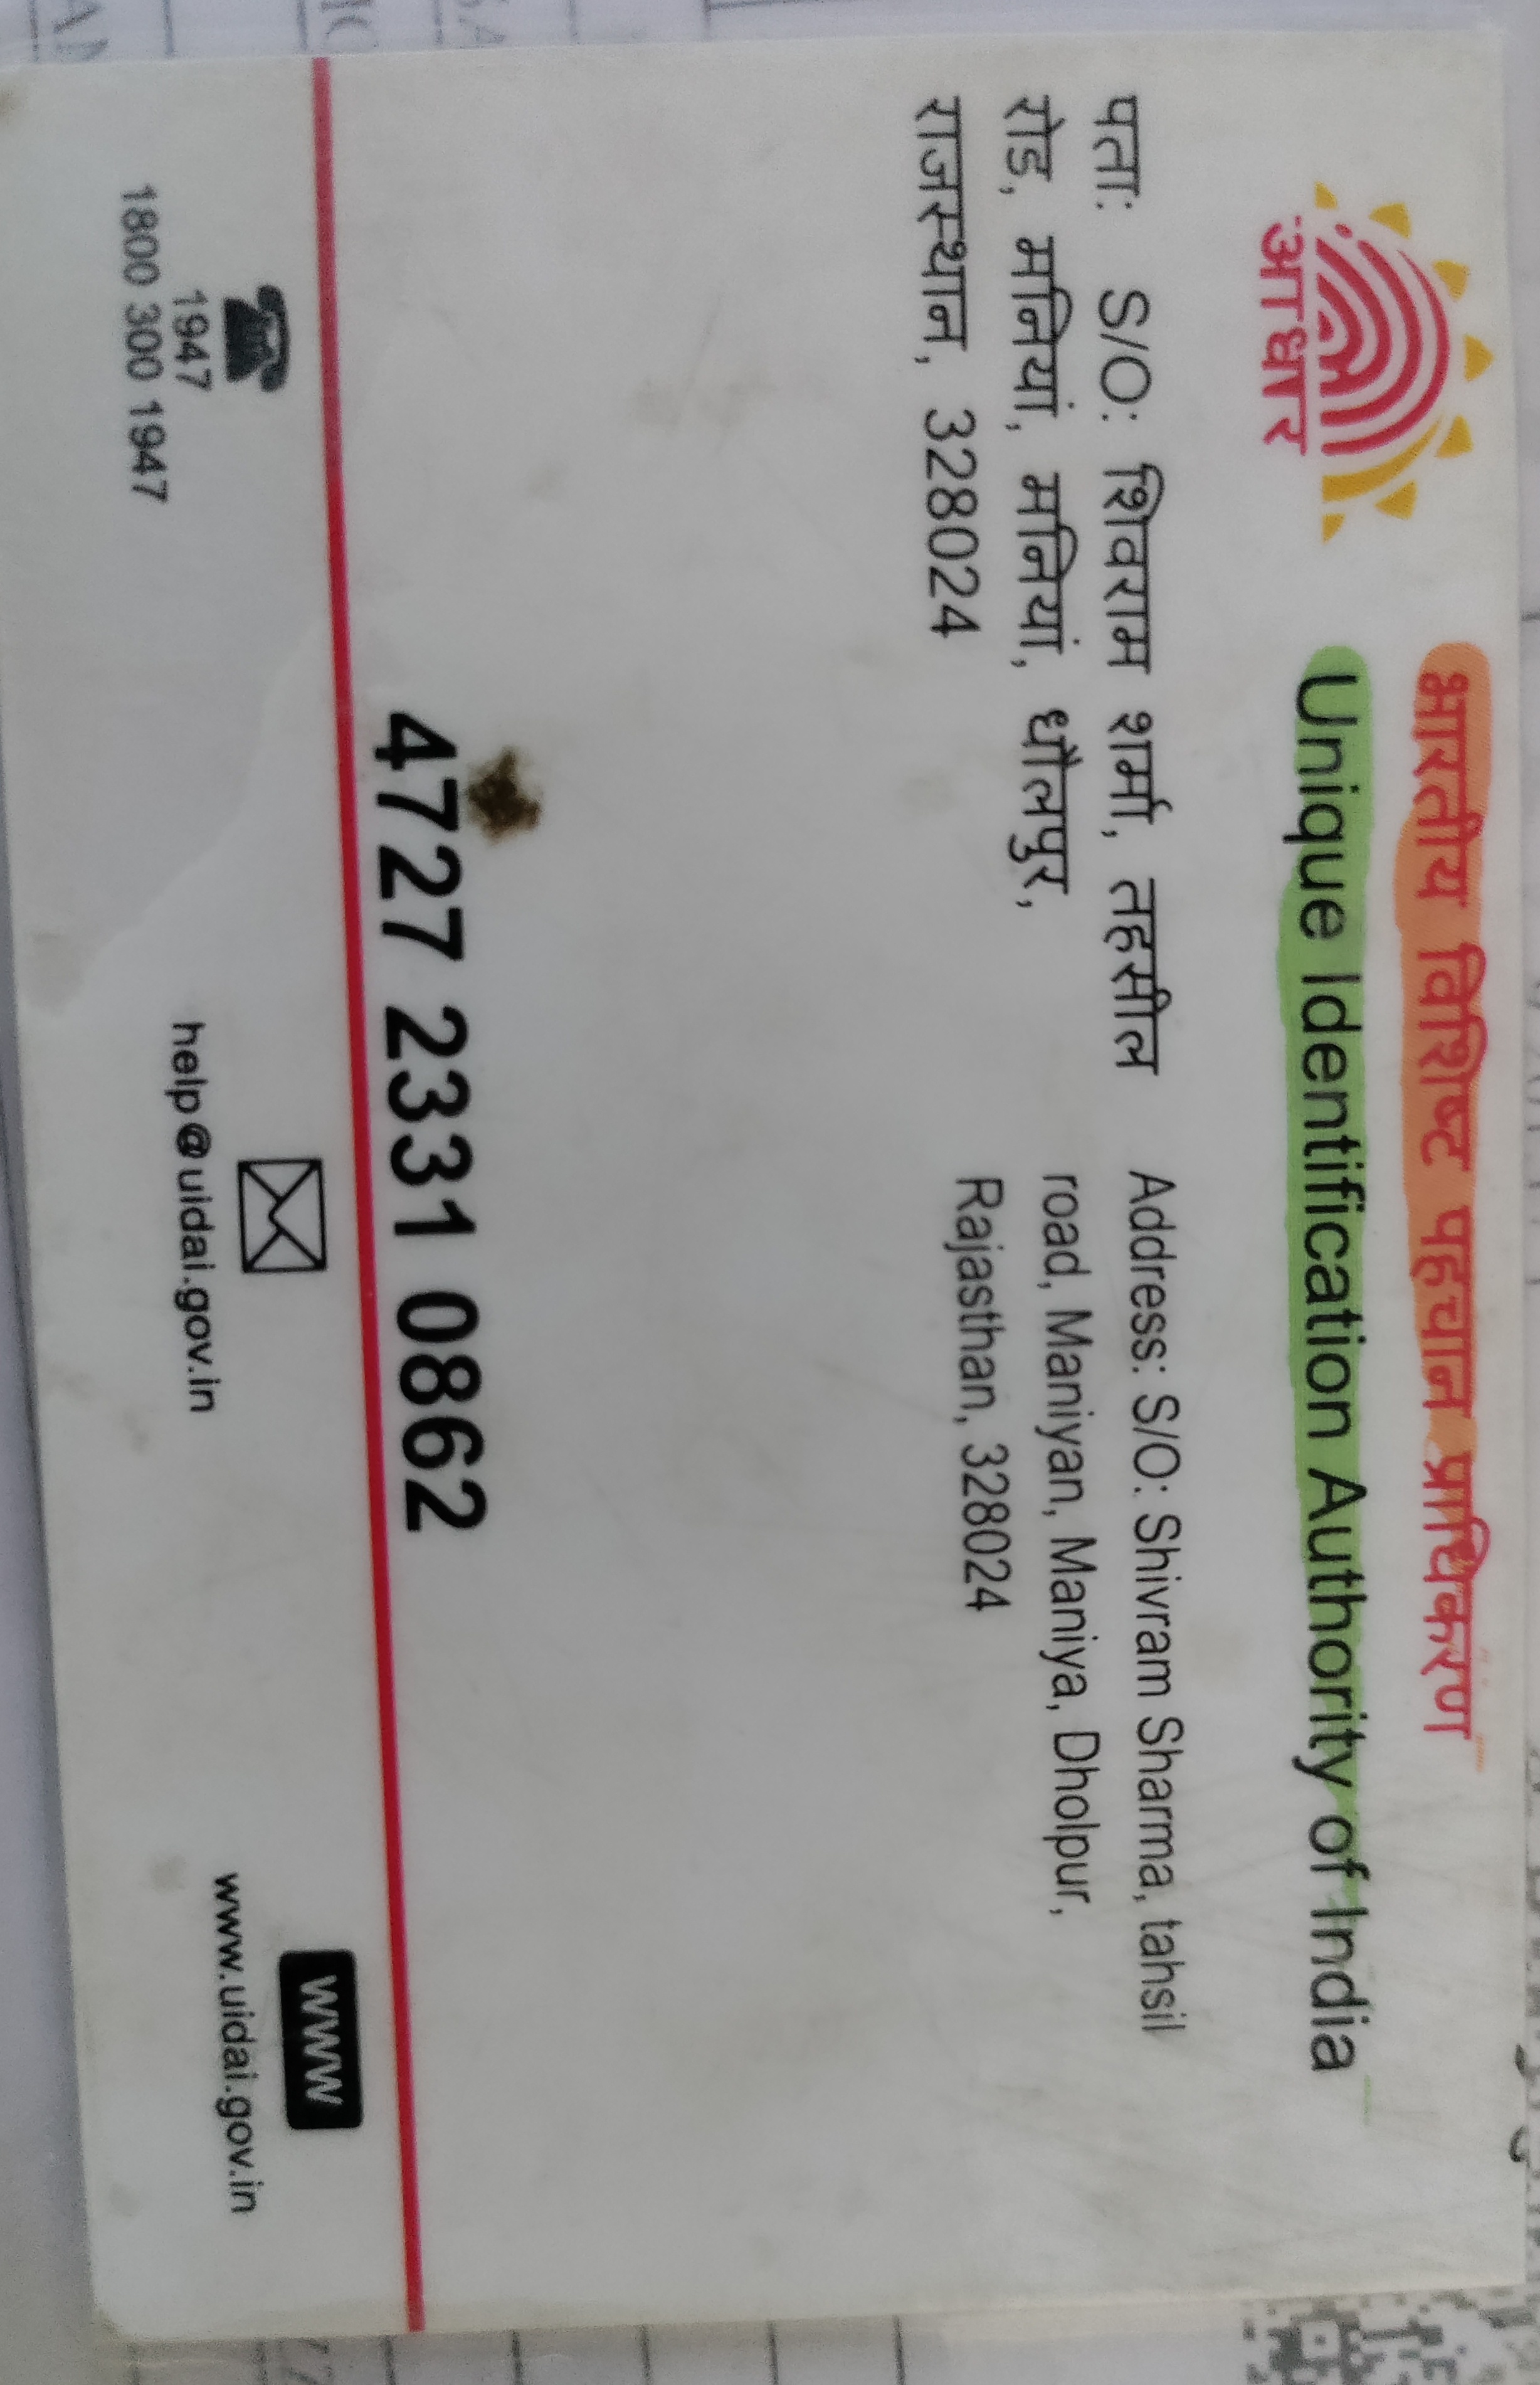 भारतीय विशिष्ट पहचान प्राधिकरण
Unique Identification Authority of India
आधार
पता: S/O: शिवराम शर्मा, तहसील
रोड, मनियां, मनियां, धौलपुर,
राजस्थान, 328024
Address: S/O: Shivram Sharma, tahsil
road, Maniyan, Maniya, Dholpur,
Rajasthan, 328024
4727 2331 0862
1947
1800 300 1947
help@uidai.gov.in
www
www.uidai.gov.in